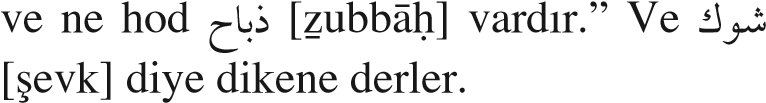 ve ne hod ذباح [ẕubbāḥ] vardır.” Ve شوك
[şevk] diye dikene derler.